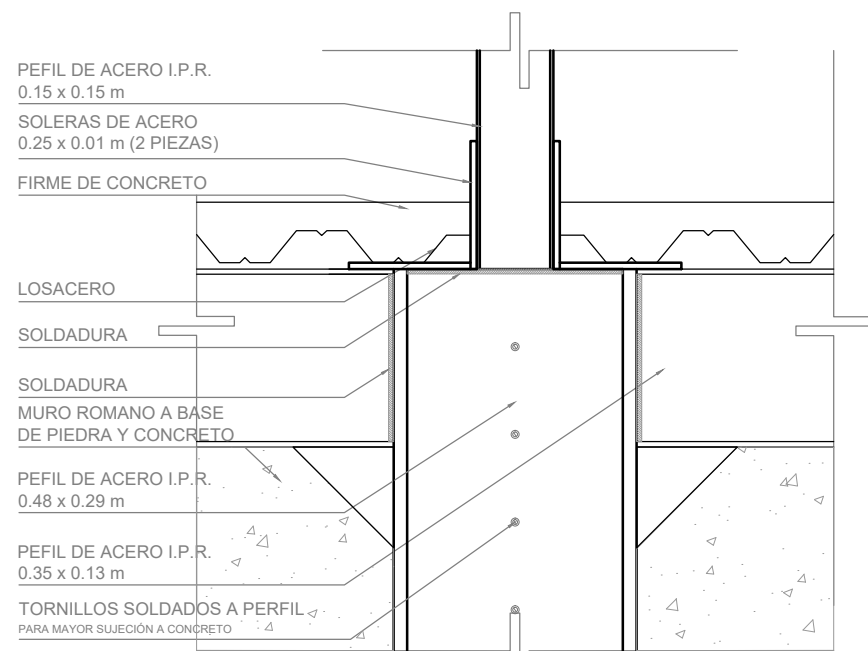 PEFIL DE ACERO I.P.R.
0.15 x 0.15 m
SOLERAS DE ACERO
0.25 x 0.01 m (2 PIEZAS)
FIRME DE CONCRETO
LOSACERO
SOLDADURA
SOLDADURA
MURO ROMANO A BASE
DE PIEDRA Y CONCRETO
PEFIL DE ACERO I.P.R.
0.48 x 0.29 m
PEFIL DE ACERO I.P.R.
0.35 x 0.13 m
TORNILLOS SOLDADOS A PERFIL
PARA MAYOR SUJECIÓN A CONCRETO